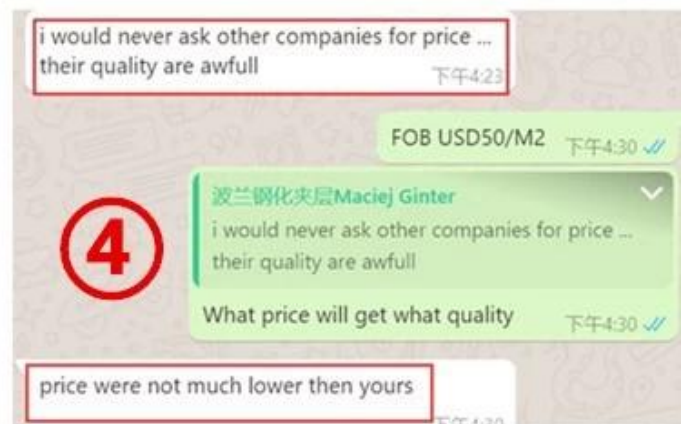 i would never ask other companies for price ...
their quality are awfull
下午4:23
FOB USD50/M2 下午4:30
④
波兰钢化夹层Maciej Ginter
i would never ask other companies for price ...
their quality are awfull
What price will get what quality 下午4:30
price were not much lower then yours